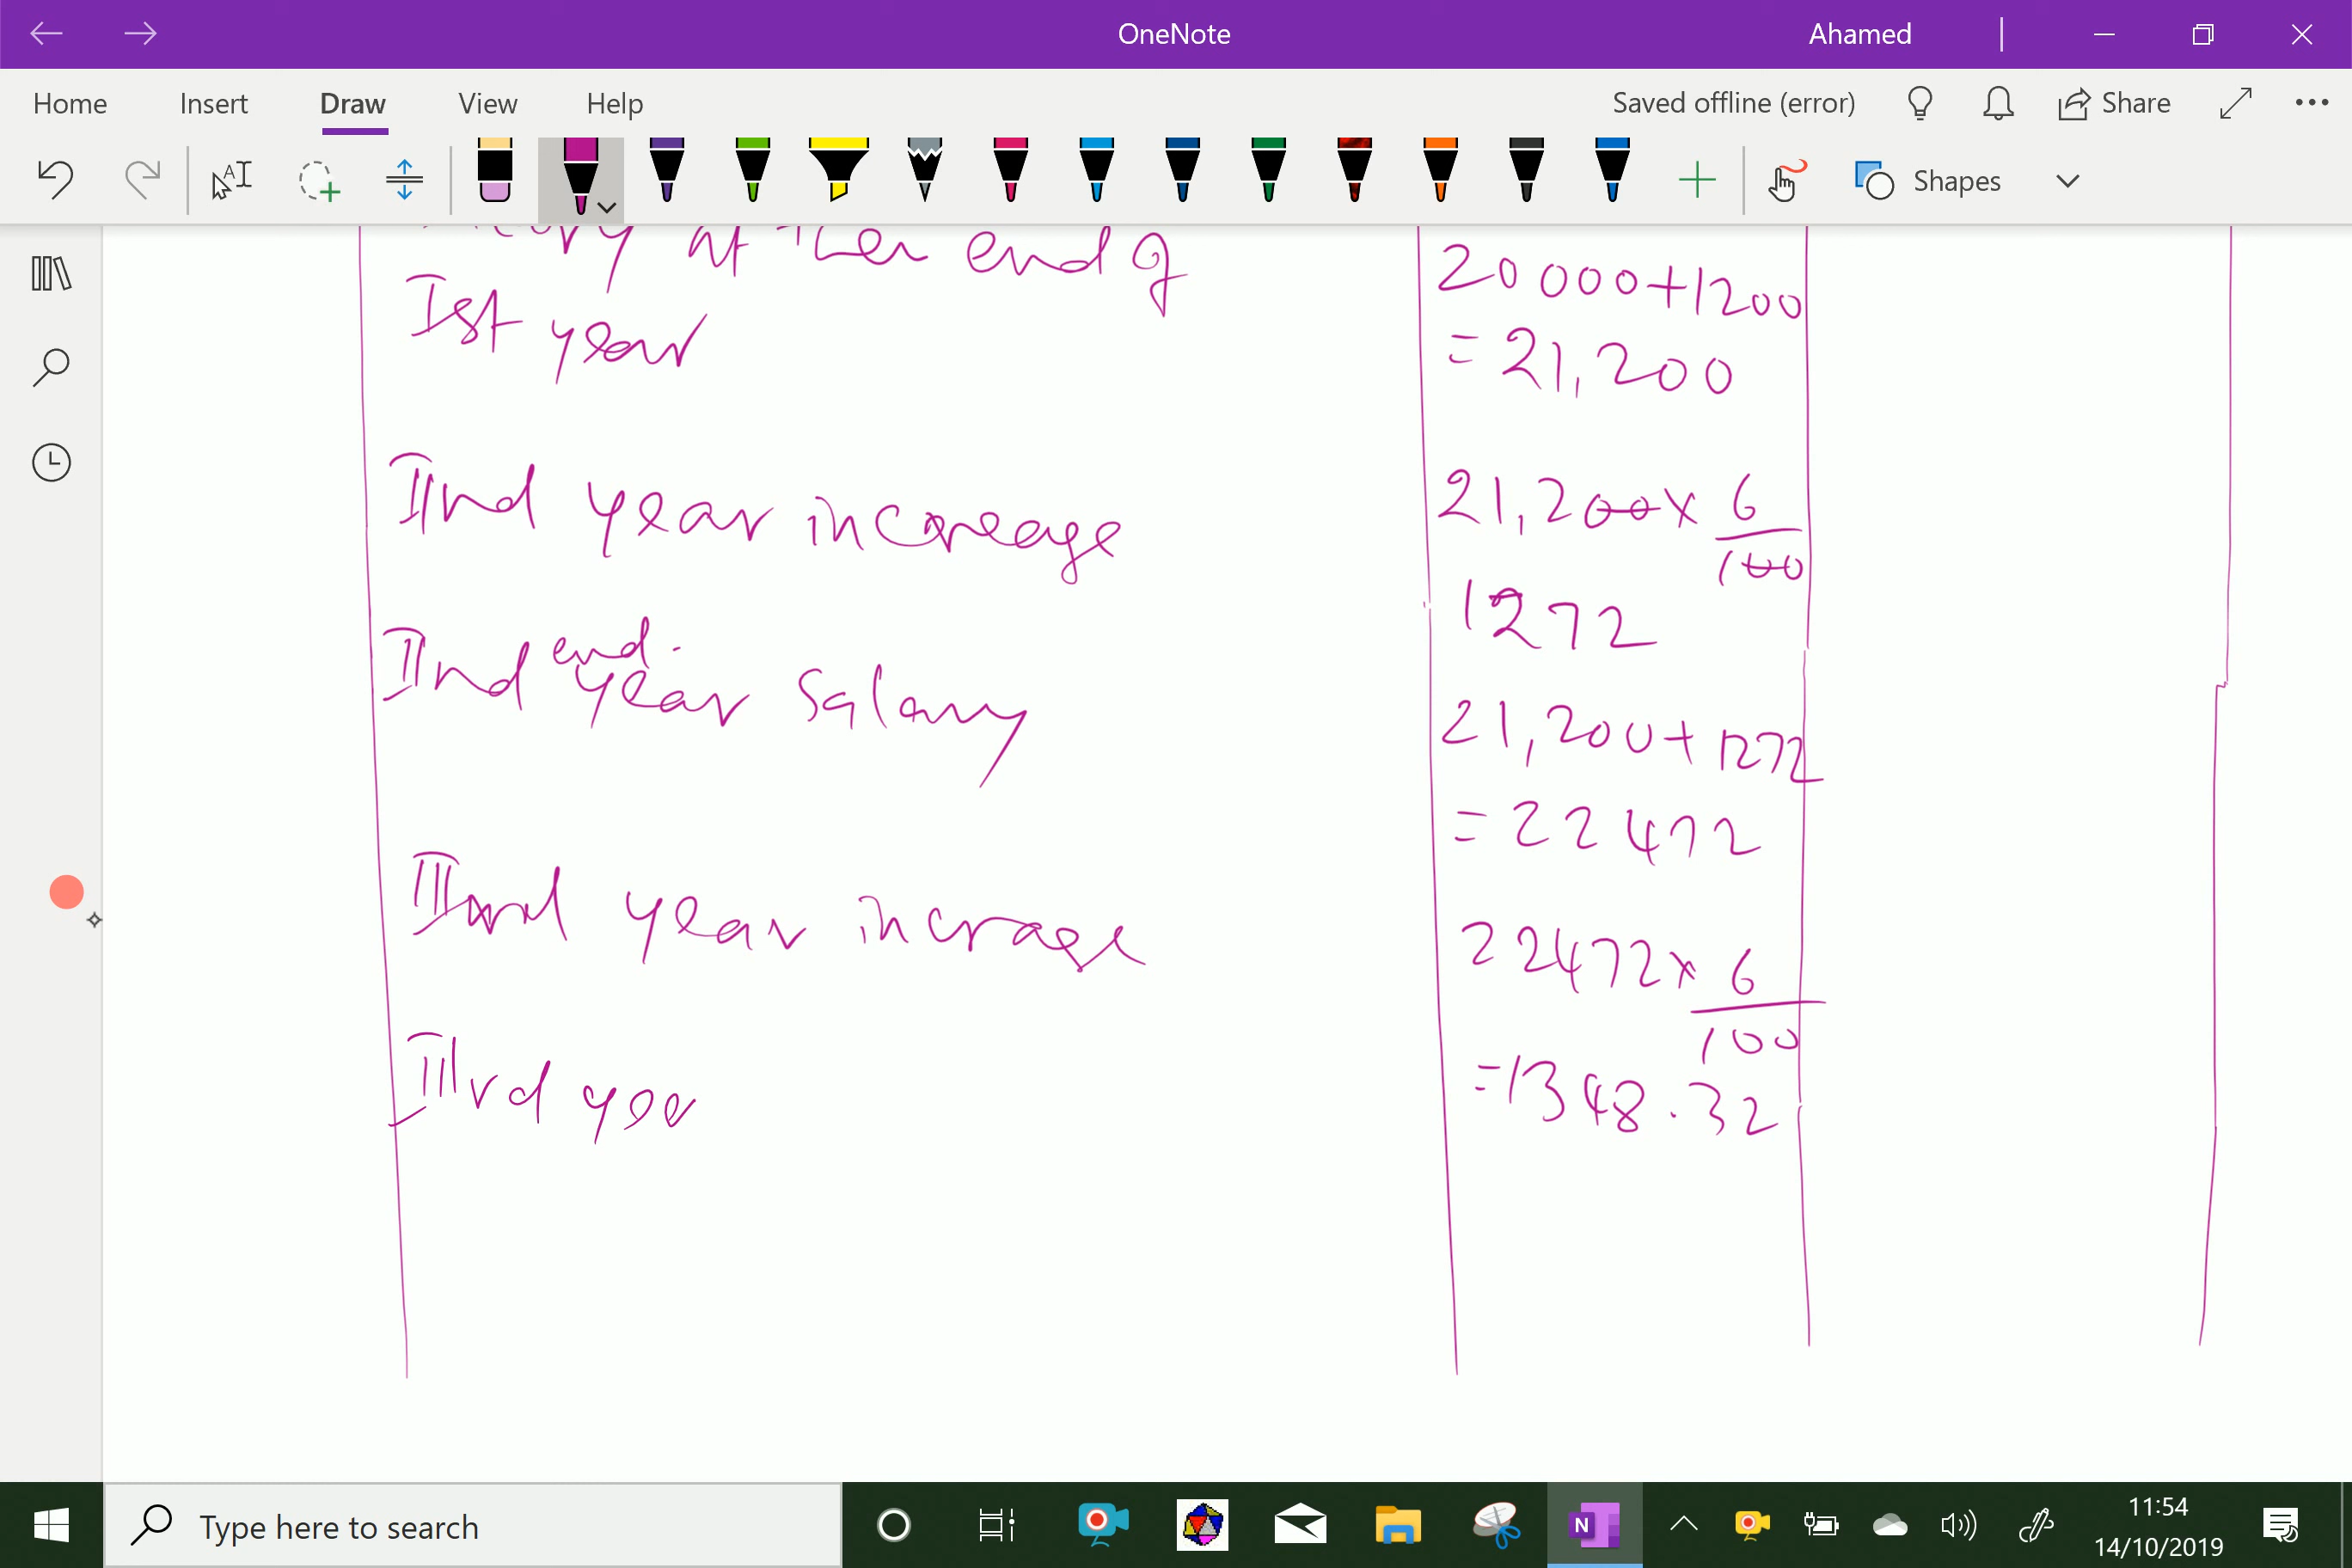 OneNote
Ahamed
Home Insert Draw View Help
Saved offline (error) Share
Shapes
at the end of
Ist year
20000+1200
= 21,200
IInd year increase
21,200 x 6
100
1272
end
IInd year Salary
21,200+1272
= 22472
IIIrd year increase
22472 x 6
100
=1348.32
IIIrd year
Type here to search
11:54
14/10/2019